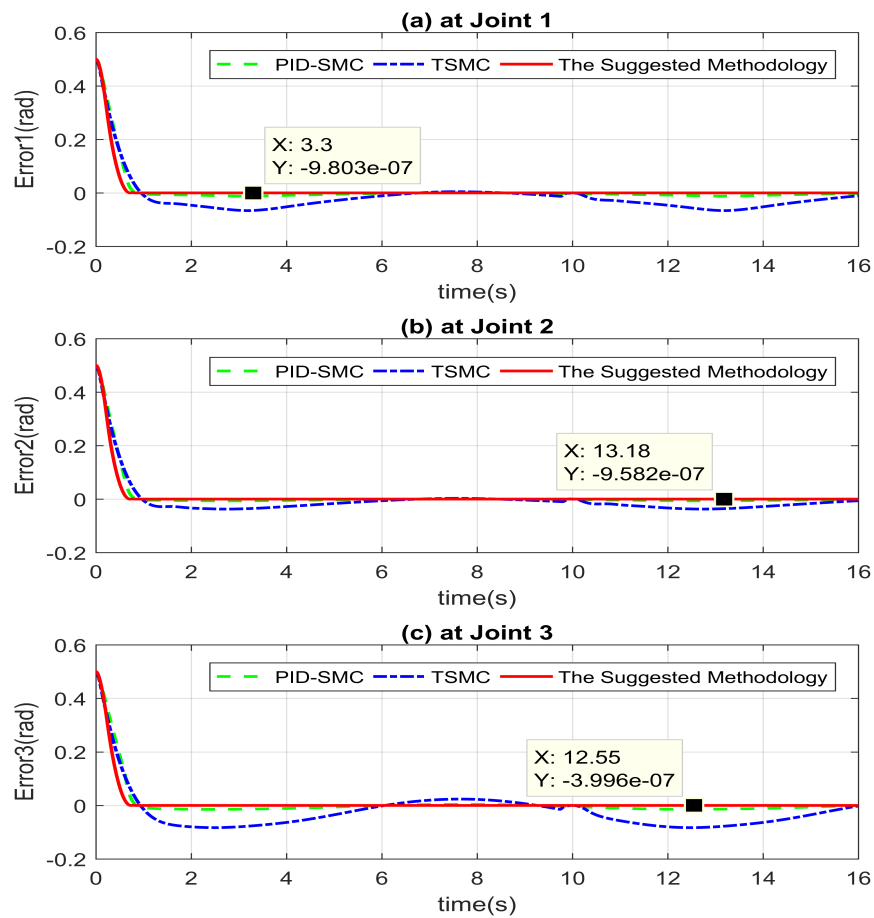 (a) at Joint 1
0.6
PID-SMC TSMC The Suggested Methodology
0.4
X: 3.3
Y: -9.803e-07
0.2
0
-0.2
Error1(rad)
0 2 4 6 8 10 12 14 16
time(s)
(b) at Joint 2
0.6
PID-SMC TSMC The Suggested Methodology
0.4
X: 13.18
Y: -9.582e-07
0.2
0
-0.2
Error2(rad)
0 2 4 6 8 10 12 14 16
time(s)
(c) at Joint 3
0.6
PID-SMC TSMC The Suggested Methodology
0.4
X: 12.55
Y: -3.996e-07
0.2
0
-0.2
Error3(rad)
0 2 4 6 8 10 12 14 16
time(s)